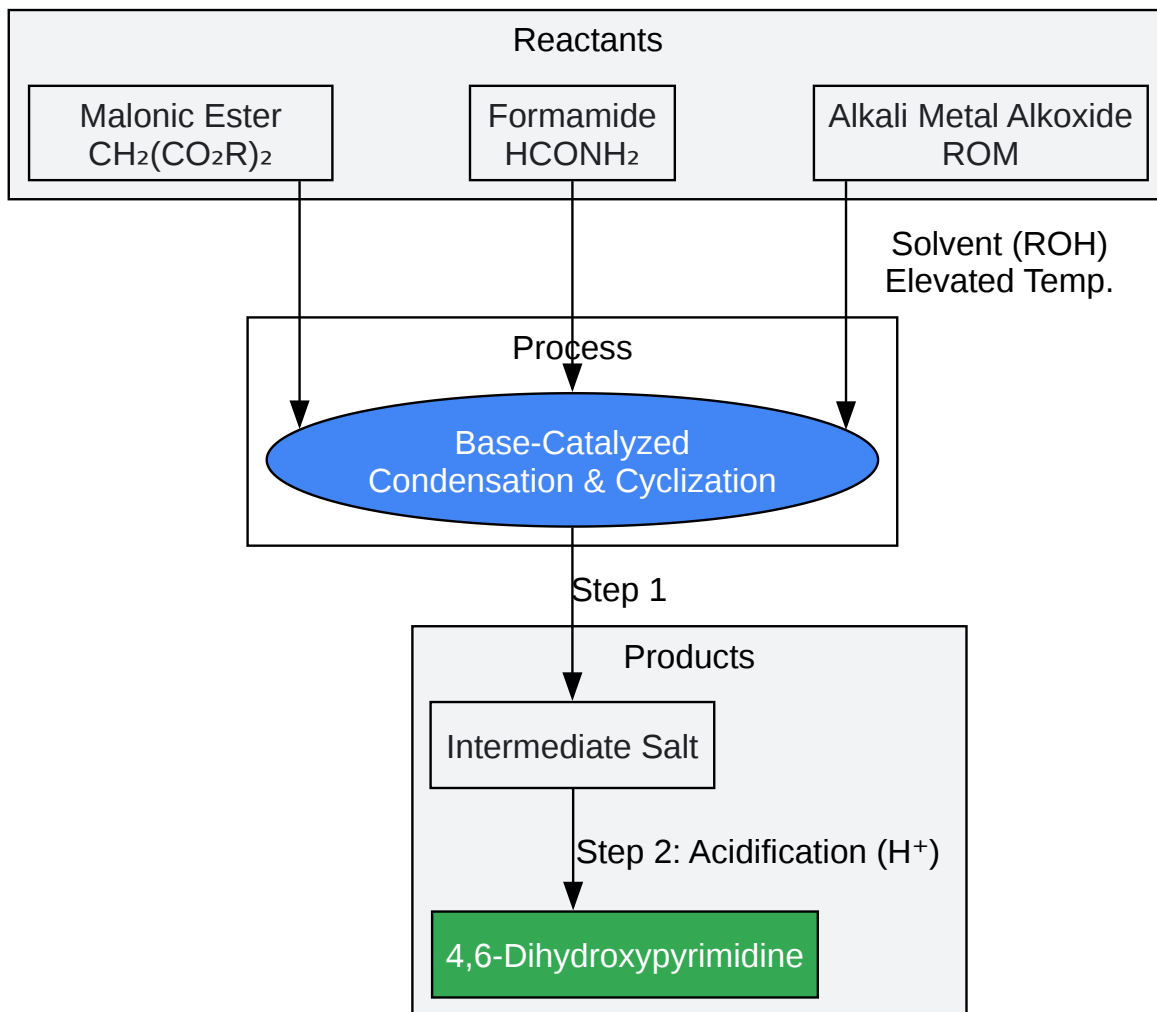 Reactants
Malonic Ester
CH₂(CO₂R)₂
Formamide
HCONH₂
Alkali Metal Alkoxide
ROM
Solvent (ROH)
Elevated Temp.
Process
Base-Catalyzed
Condensation & Cyclization
Step 1
Products
Intermediate Salt
Step 2: Acidification (H⁺)
4,6-Dihydroxypyrimidine